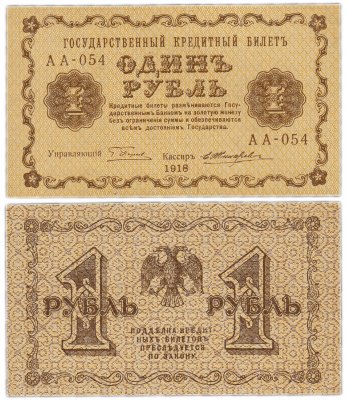 ГОСУДАРСТВЕННЫЙ КРЕДИТНЫЙ БИЛЕТЪ
АА-054
ОДИНЪ
РУБЛЬ
1
1
Кредитные билеты размѣниваются Госу-
дарственнымъ Банкомъ на золотую монету
безъ ограниченія суммы и обезпечиваются
всѣмъ достояніемъ Государства.
АА-054
Управляющій
Кассиръ
1918
1
РУБЛЬ
1
РУБЛЬ
ПОДДѢЛКА КРЕДИТ-
НЫХЪ БИЛЕТОВЪ
ПРЕСЛѢДУЕТСЯ
ПО ЗАКОНУ.